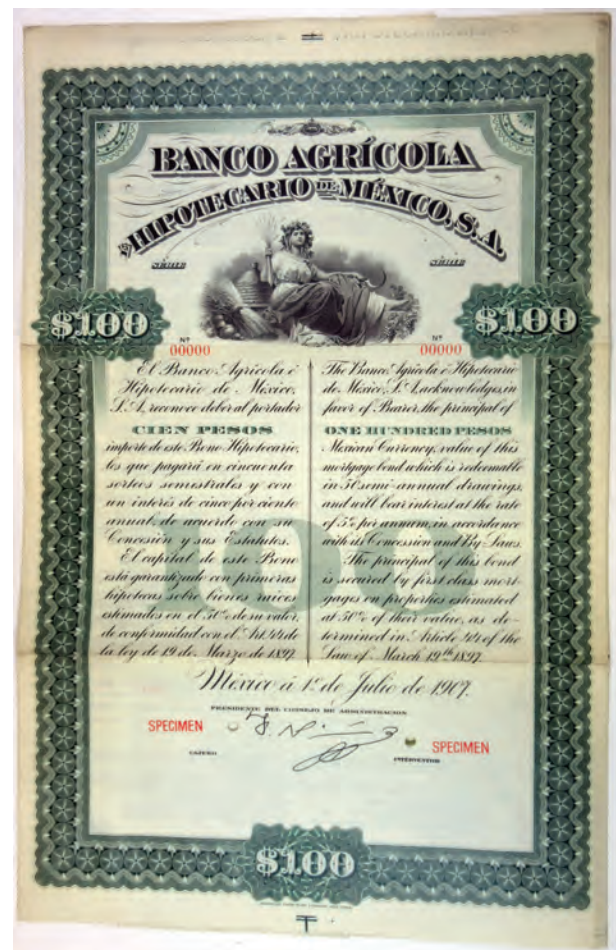 BANCO AGRÍCOLA
É HIPOTECARIO DE MÉXICO, S.A.
SÉRIE
SÉRIE
$100
$100
Nº
00000
Nº
00000
El Banco Agrícola é
Hipotecario de México,
S.A. reconoce deber al portador
CIEN PESOS
importe de este Bono Hipotecario,
los que pagará en cincuenta
sorteos semestrales y con
un interés de cinco por ciento
anual, de acuerdo con su
Concesión y sus Estatutos.
El capital de este Bono
está garantizado con primeras
hipotecas sobre bienes raíces
estimados en el 50% de su valor,
de conformidad con el Art. 44 de
la ley de 19 de Marzo de 1897.
The Banco Agrícola é Hipotecario
de México, S.A. acknowledges, in
favor of Bearer, the principal of
ONE HUNDRED PESOS
Mexican Currency, value of this
mortgage bond which is redeemable
in 50 semi-annual drawings,
and will bear interest at the rate
of 5% per annum, in accordance
with its Concession and By-Laws.
The principal of this bond
is secured by first class mort-
gages on properties estimated
at 50% of their value, as de-
termined in Article 44 of the
Law of March 19th 1897.
México á 1º de Julio de 1907.
PRESIDENTE DEL CONSEJO DE ADMINISTRACION
SPECIMEN
SPECIMEN
CAJERO
INTERVENTOR
$100